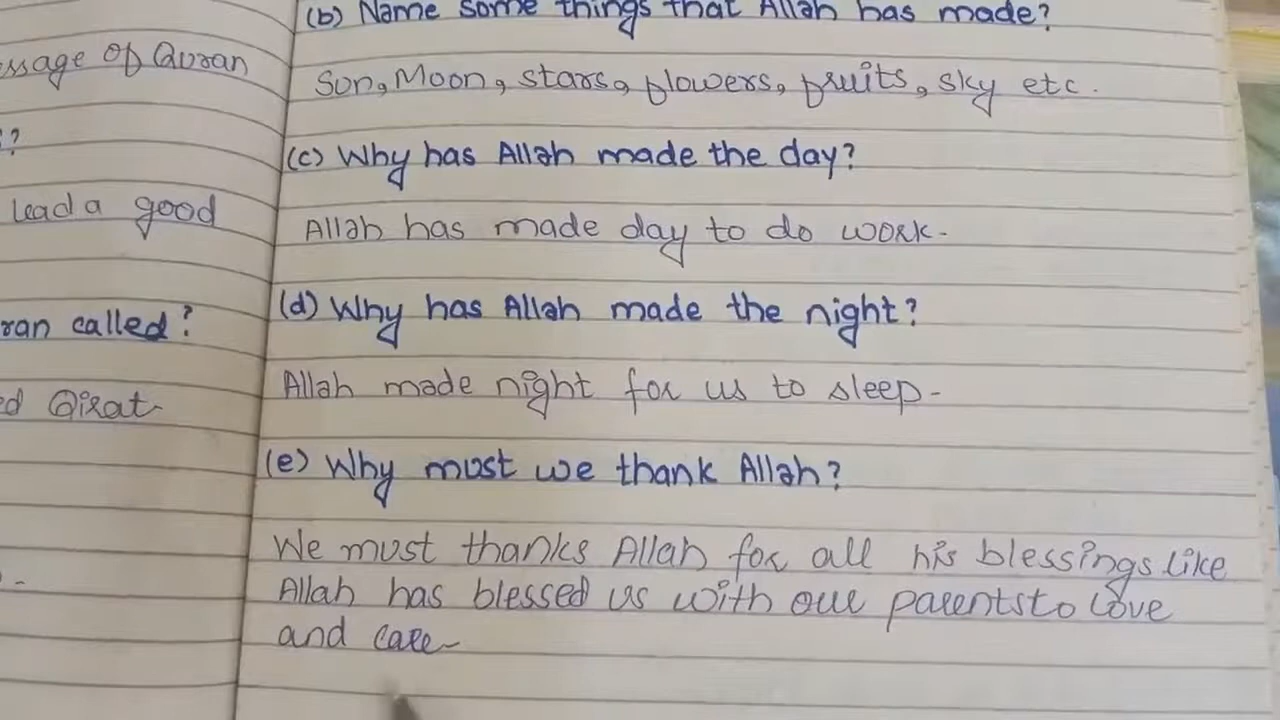 ssage of Quran
?
lead a good
ran called?
ed Qirat
(b) Name some things that Allah has made?
Sun, Moon, stars, flowers, fruits, sky etc.
(c) Why has Allah made the day?
Allah has made day to do work.
(d) Why has Allah made the night?
Allah made night for us to sleep.
(e) Why must we thank Allah?
We must thanks Allah for all his blessings like
Allah has blessed us with our parents to love
and care